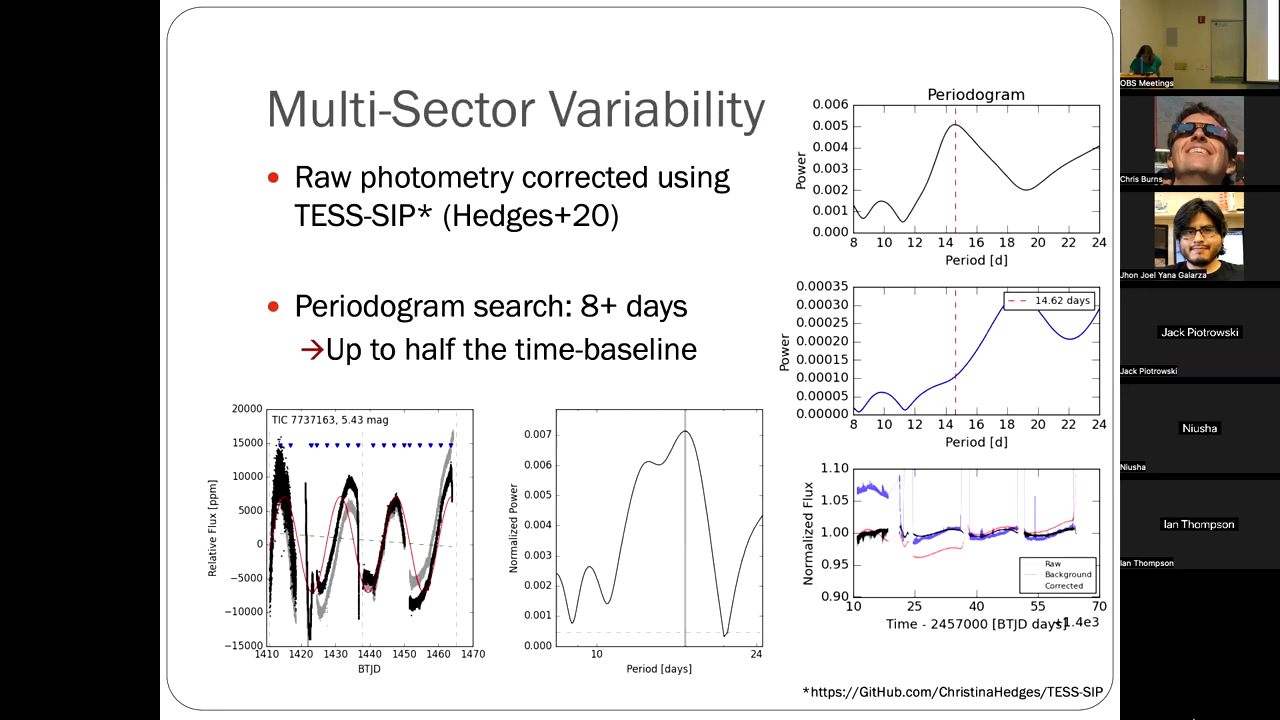 Multi-Sector Variability
Raw photometry corrected using
TESS-SIP* (Hedges+20)
Periodogram search: 8+ days
→Up to half the time-baseline
TIC 7737163, 5.43 mag
20000
15000
10000
5000
0
−5000
−10000
−15000
Relative Flux [ppm]
1410 1420 1430 1440 1450 1460 1470
BTJD
0.007
0.006
0.005
0.004
0.003
0.002
0.001
0.000
Normalized Power
10 24
Period [days]
Periodogram
0.006
0.005
0.004
0.003
0.002
0.001
0.000
Power
8 10 12 14 16 18 20 22 24
Period [d]
0.00035
0.00030
0.00025
0.00020
0.00015
0.00010
0.00005
0.00000
Power
14.62 days
8 10 12 14 16 18 20 22 24
Period [d]
1.10
1.05
1.00
0.95
0.90
Normalized Flux
Raw
Background
Corrected
10 25 40 55 70
Time - 2457000 [BTJD days]
+1.4e3
*https://GitHub.com/ChristinaHedges/TESS-SIP
OBS Meetings
Chris Burns
Jhon Joel Yana Galarza
Jack Piotrowski
Jack Piotrowski
Niusha
Niusha
Ian Thompson
Ian Thompson